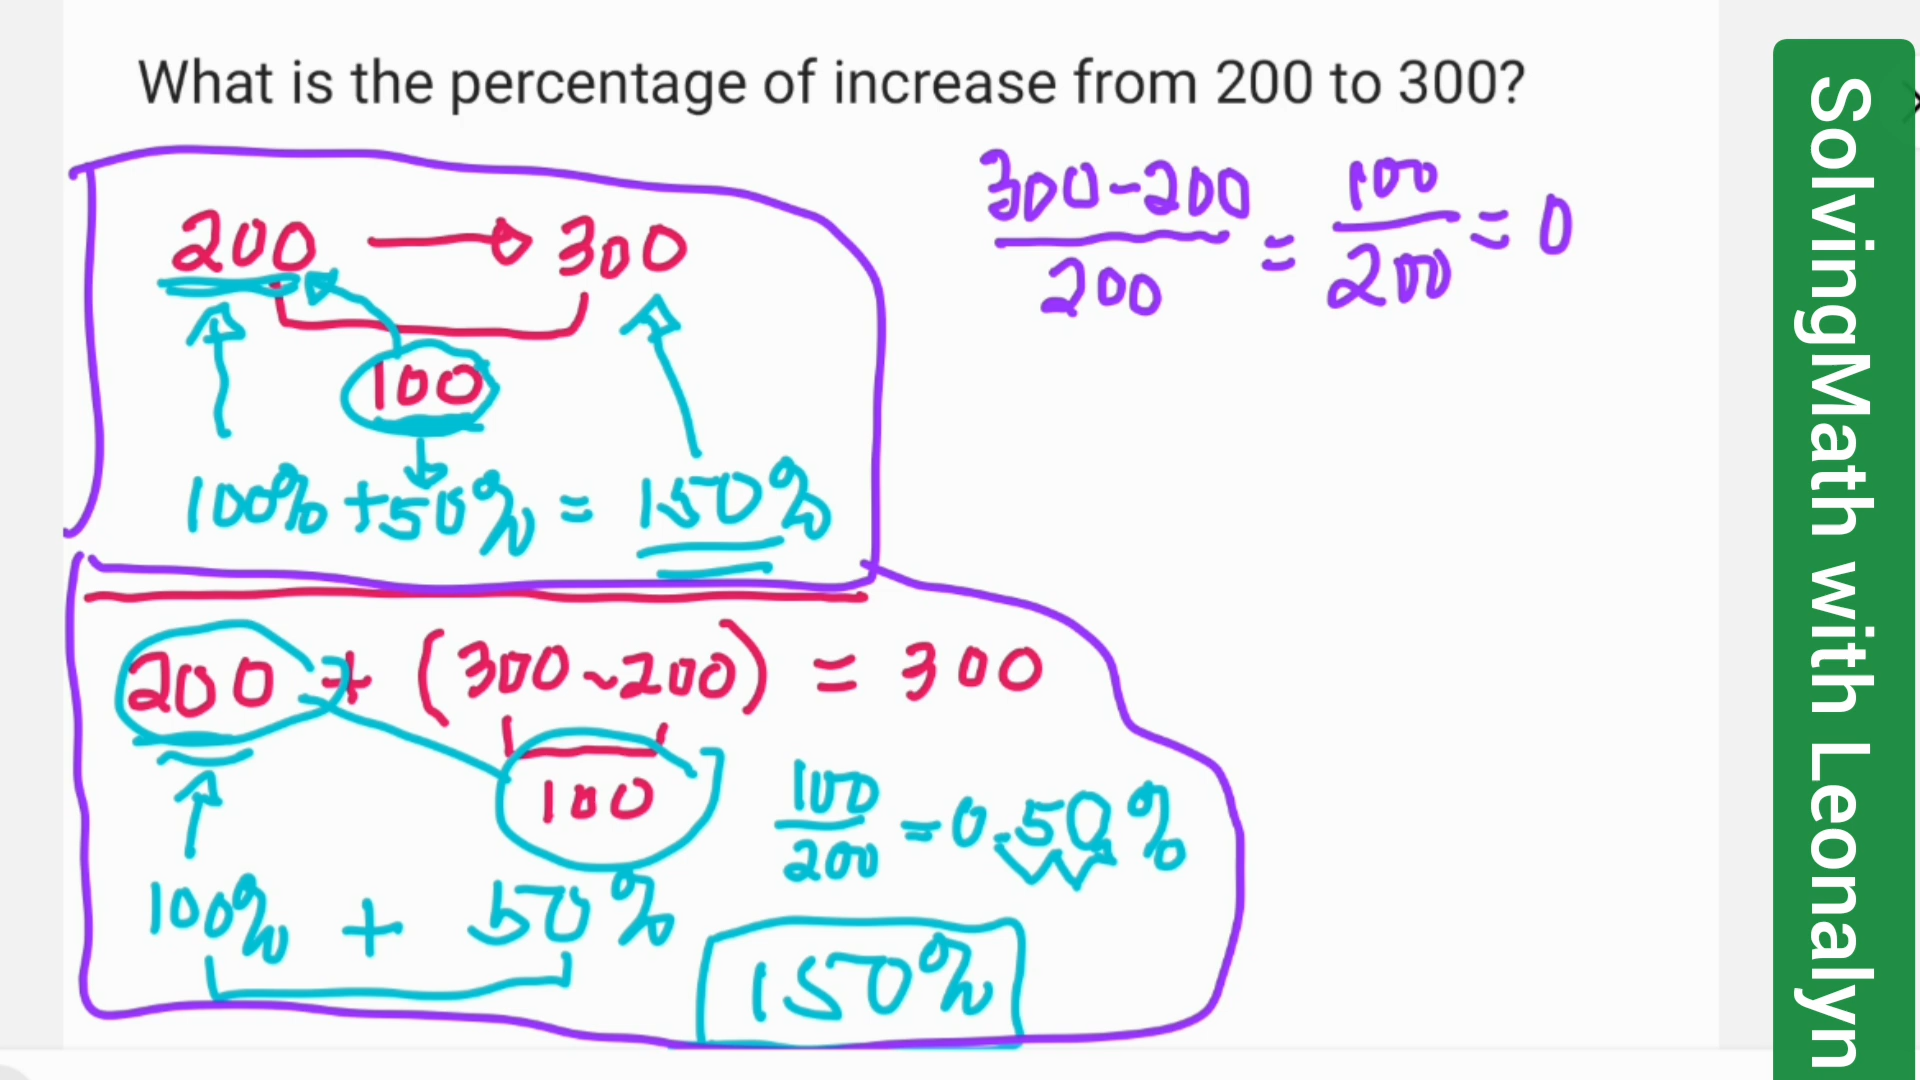 What is the percentage of increase from 200 to 300?
200 → 300
100
100% + 50% = 150%
300-200
200
= 100
200
= 0
200 + (300-200) = 300
100
100
200
= 0.50%
100% + 50%
150%
SolvingMath with Leonalyn